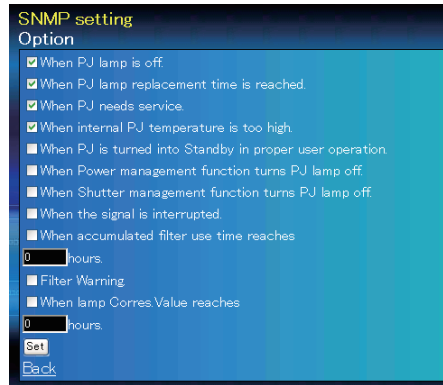 SNMP setting
Option
When PJ lamp is off.
When PJ lamp replacement time is reached.
When PJ needs service.
When internal PJ temperature is too high.
When PJ is turned into Standby in proper user operation.
When Power management function turns PJ lamp off.
When Shutter management function turns PJ lamp off.
When the signal is interrupted.
When accumulated filter use time reaches
0 hours.
Filter Warning
When lamp Corres.Value reaches
0 hours.
Set
Back